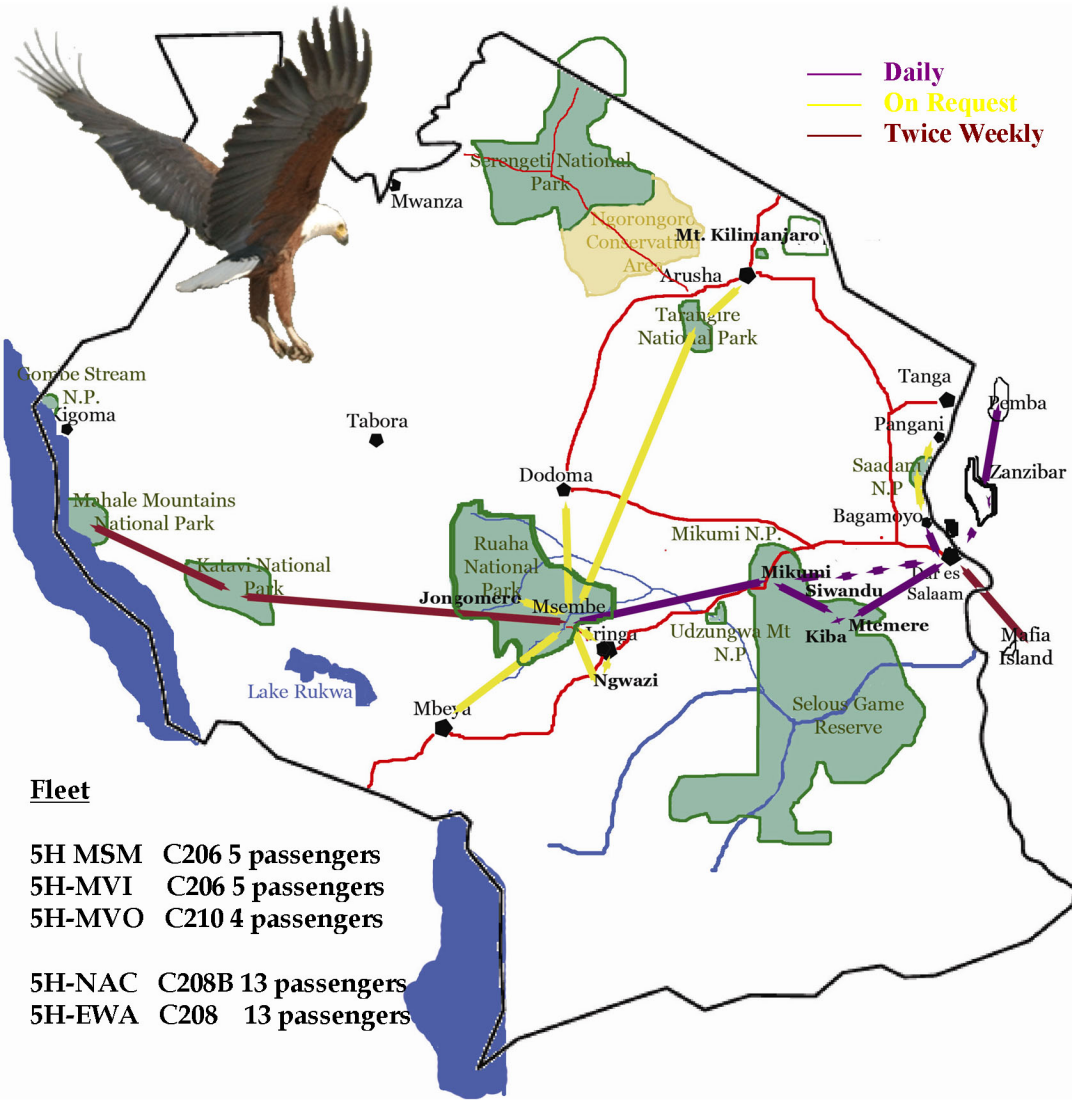 Daily
On Request
Twice Weekly
Serengeti National
Park
Mwanza
Ngorongoro
Conservation
Area
Mt. Kilimanjaro
Arusha
Tarangire
National Park
Gombe Stream
N.P.
Kigoma
Tabora
Tanga
Pemba
Pangani
Saadani
N.P
Zanzibar
Dodoma
Bagamoyo
Mahale Mountains
National Park
Mikumi N.P.
Ruaha
National
Park
Katavi National
Park
Mikumi
Dar es
Salaam
Siwandu
Jongomero
Msembe
Mtemere
Kiba
Iringa
Udzungwa Mt
N.P
Mafia
Island
Ngwazi
Lake Rukwa
Mbeya
Selous Game
Reserve
Fleet
5H MSM C206 5 passengers
5H-MVI C206 5 passengers
5H-MVO C210 4 passengers
5H-NAC C208B 13 passengers
5H-EWA C208 13 passengers